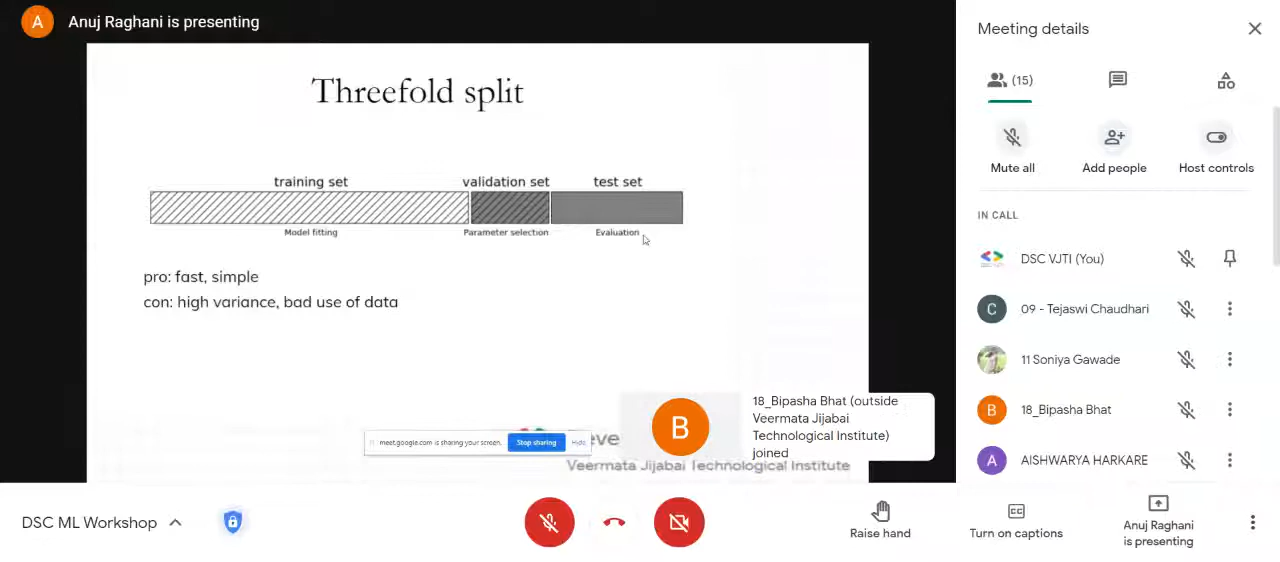 A
Anuj Raghani is presenting
Threefold split
training set
validation set
test set
Model fitting
Parameter selection
Evaluation
pro: fast, simple
con: high variance, bad use of data
meet.google.com is sharing your screen.
Stop sharing
Hide
eve
Veermata Jijabai Technological Institute
B
18_Bipasha Bhat (outside
Veermata Jijabai
Technological Institute)
joined
Meeting details
(15)
Mute all
Add people
Host controls
IN CALL
DSC VJTI (You)
C
09 - Tejaswi Chaudhari
11 Soniya Gawade
B
18_Bipasha Bhat
A
AISHWARYA HARKARE
DSC ML Workshop
Raise hand
CC
Turn on captions
Anuj Raghani
is presenting